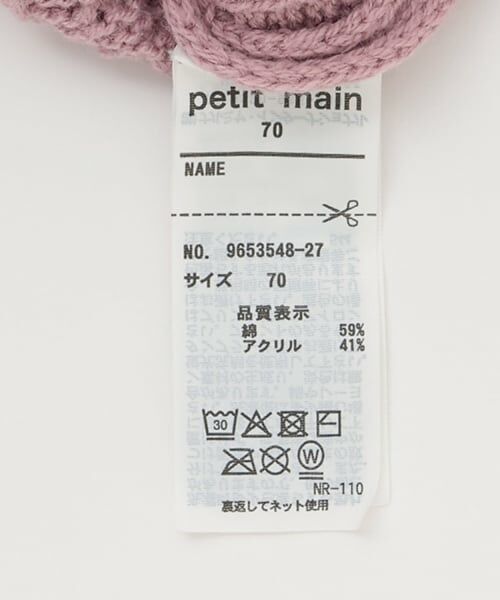 petit main
70
NAME
NO. 9653548-27
サイズ 70
品質表示
綿 59%
アクリル 41%
30
W
NR-110
裏返してネット使用